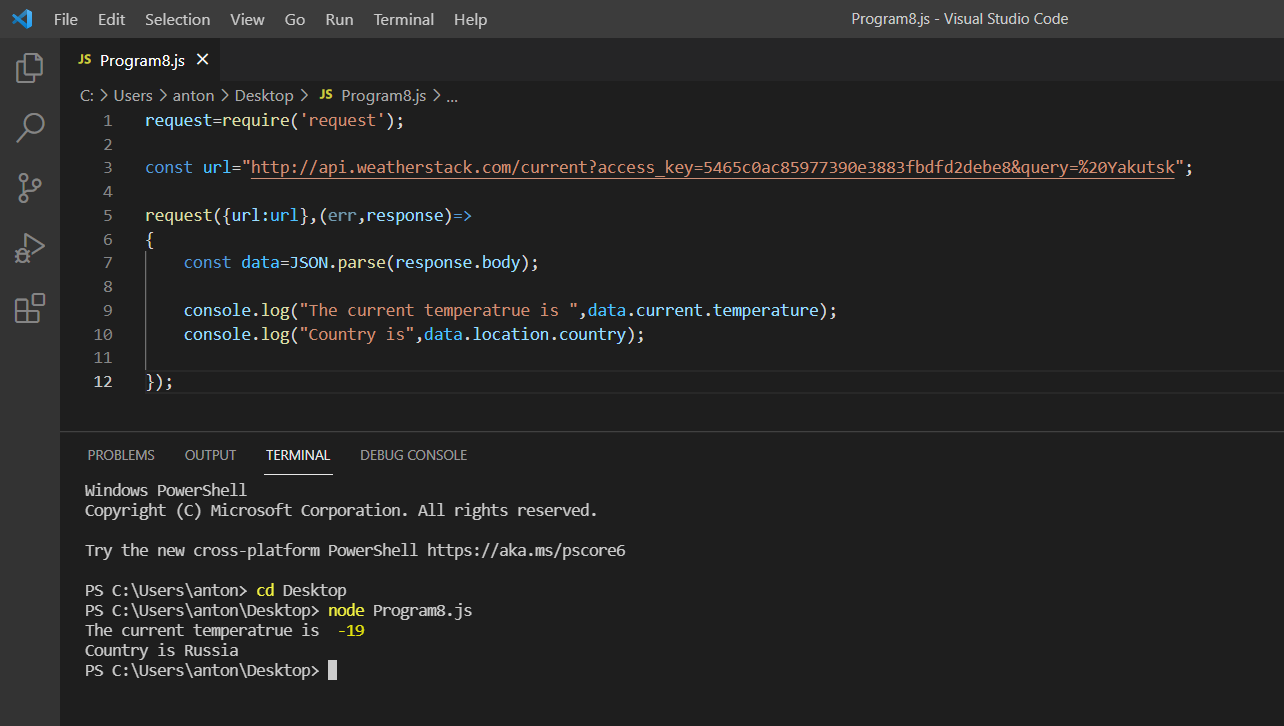 File Edit Selection View Go Run Terminal Help Program8.js - Visual Studio Code
JS Program8.js ×
C: > Users > anton > Desktop > JS Program8.js > ...
1 request=require('request');
2
3 const url="http://api.weatherstack.com/current?access_key=5465c0ac85977390e3883fbdfd2debe8&query=%20Yakutsk";
4
5 request({url:url},(err,response)=>
6 {
7 const data=JSON.parse(response.body);
8
9 console.log("The current temperatrue is ",data.current.temperature);
10 console.log("Country is",data.location.country);
11
12 });
PROBLEMS OUTPUT TERMINAL DEBUG CONSOLE
Windows PowerShell
Copyright (C) Microsoft Corporation. All rights reserved.
Try the new cross-platform PowerShell https://aka.ms/pscore6
PS C:\Users\anton> cd Desktop
PS C:\Users\anton\Desktop> node Program8.js
The current temperatrue is  -19
Country is Russia
PS C:\Users\anton\Desktop>